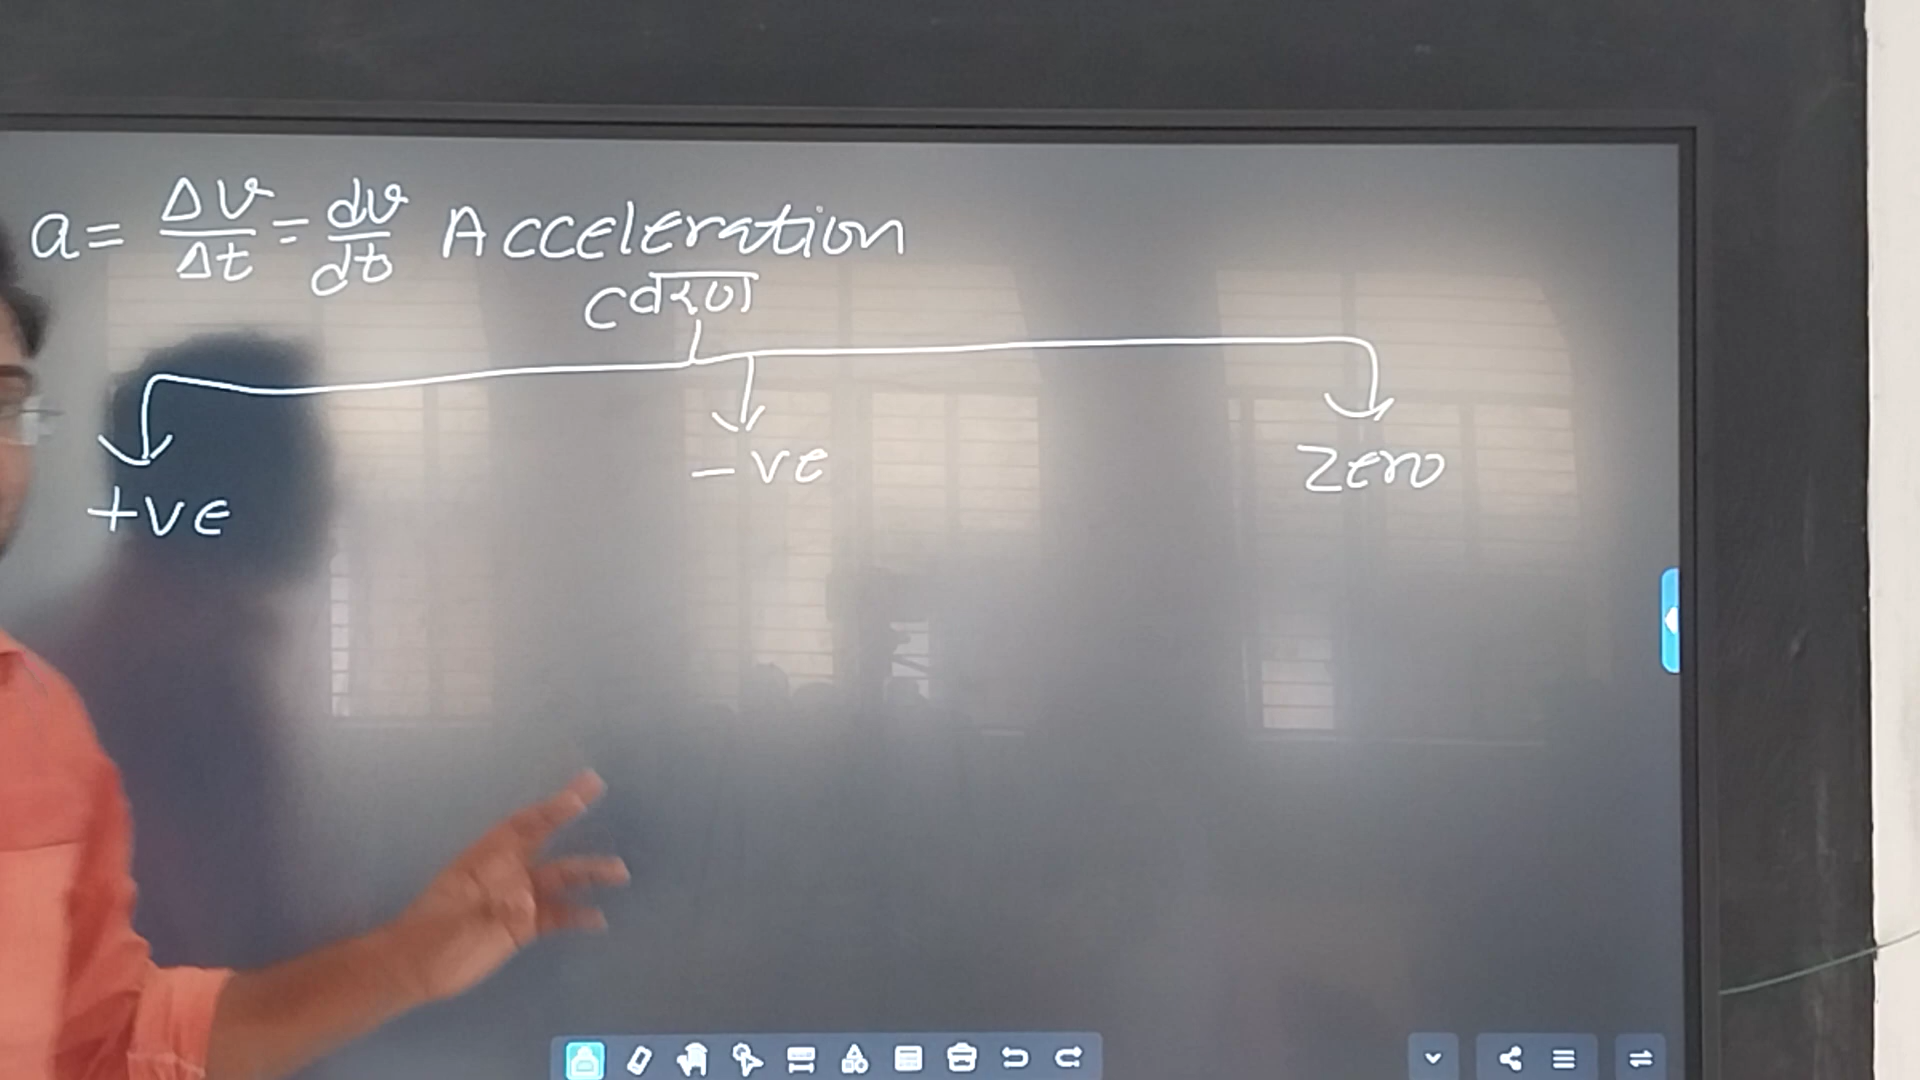 a = Δv/Δt = dv/dt Acceleration
(त्वरण
+ve - ve Zero